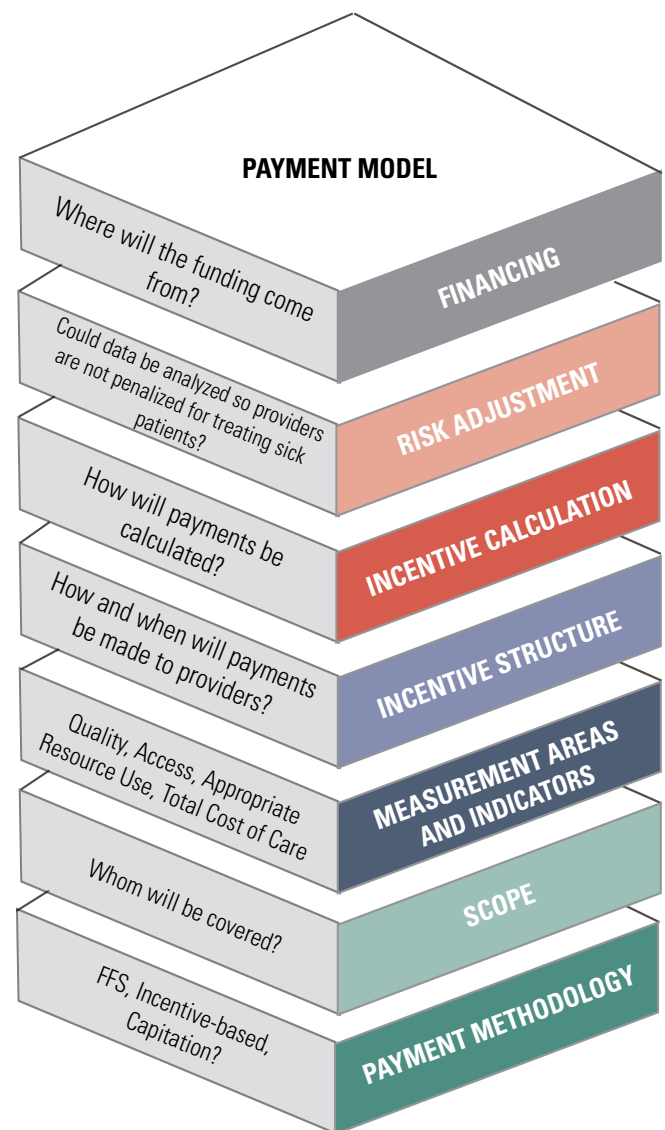 PAYMENT MODEL
Where will the funding come
from?
FINANCING
Could data be analyzed so providers
are not penalized for treating sick
patients?
RISK ADJUSTMENT
How will payments be
calculated?
INCENTIVE CALCULATION
How and when will payments
be made to providers?
INCENTIVE STRUCTURE
Quality, Access, Appropriate
Resource Use, Total Cost of Care
MEASUREMENT AREAS
AND INDICATORS
Whom will be covered?
SCOPE
FFS, Incentive-based,
Capitation?
PAYMENT METHODOLOGY